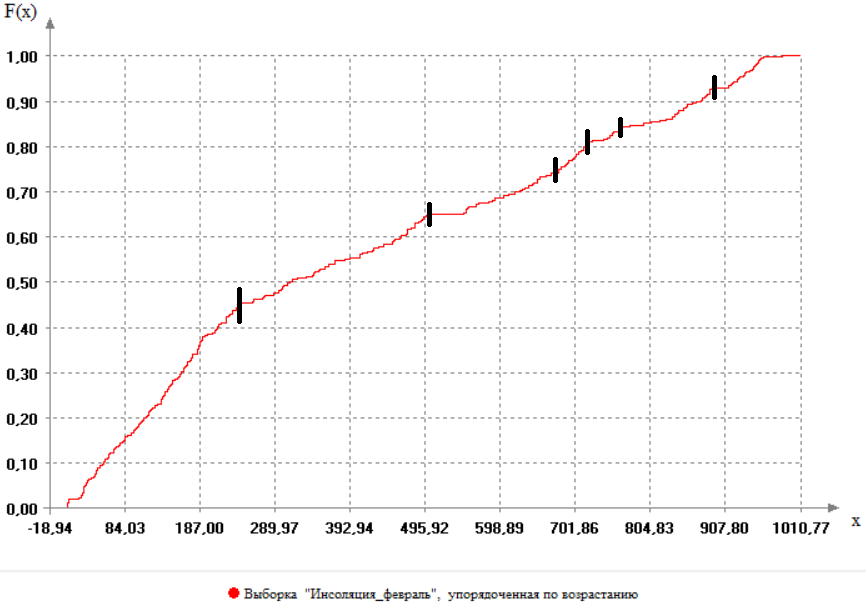 F(x)
1,00
0,90
0,80
0,70
0,60
0,50
0,40
0,30
0,20
0,10
0,00
-18,94 84,03 187,00 289,97 392,94 495,92 598,89 701,86 804,83 907,80 1010,77
x
Выборка "Инсоляция_февраль", упорядоченная по возрастанию